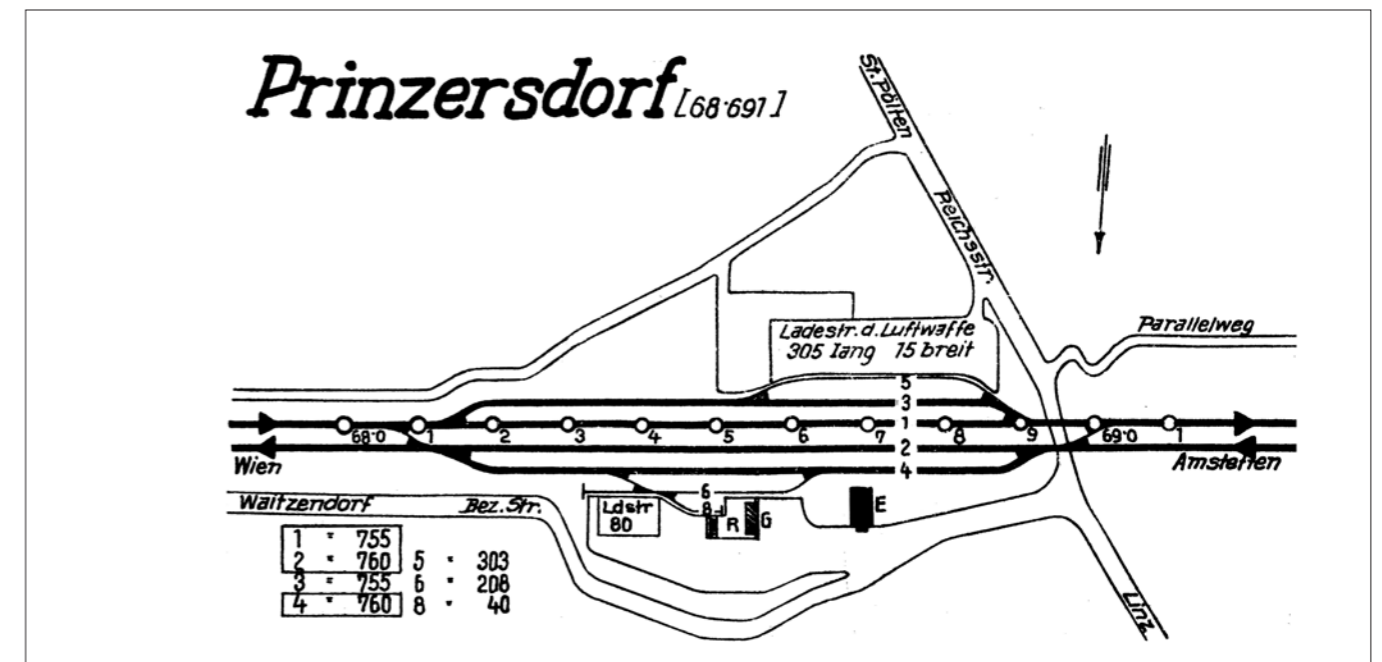 Prinzersdorf [68·691]
St. Pölten
Reichsstr.
Parallelweg
Ladestr. d. Luftwaffe
305 lang 15 breit
5
3
1
2
4
68·0 1 2 3 4 5 6 7 8 9 69·0 1
Wien
Amstetten
Waitzendorf Bez. Str.
6
8
Ldstr
80
R G
E
Linz
1 " 755
2 " 760 5 " 303
3 " 755 6 " 208
4 " 760 8 " 40